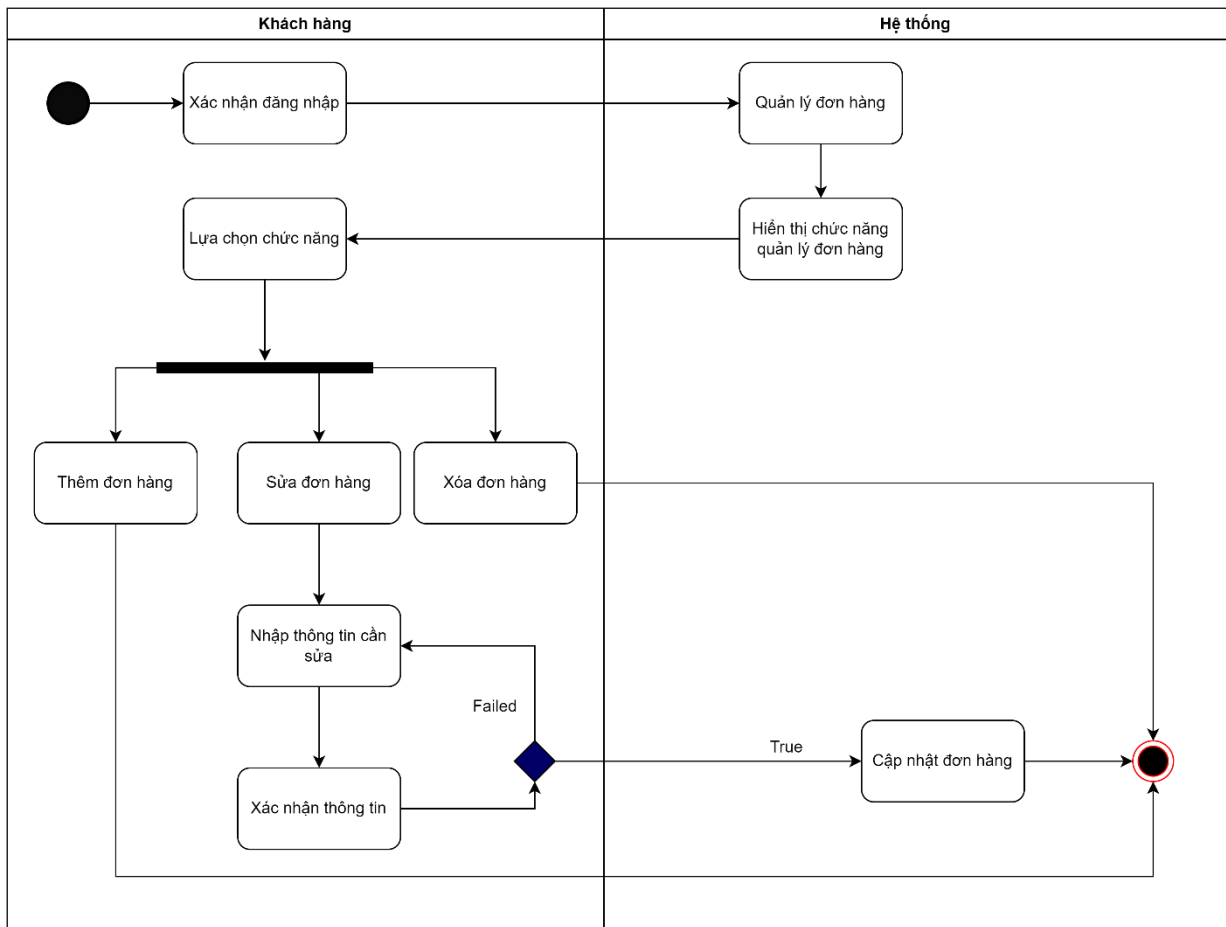 Khách hàng
Hệ thống
Xác nhận đăng nhập
Quản lý đơn hàng
Lựa chọn chức năng
Hiển thị chức năng
quản lý đơn hàng
Thêm đơn hàng
Sửa đơn hàng
Xóa đơn hàng
Nhập thông tin cần
sửa
Failed
True
Cập nhật đơn hàng
Xác nhận thông tin